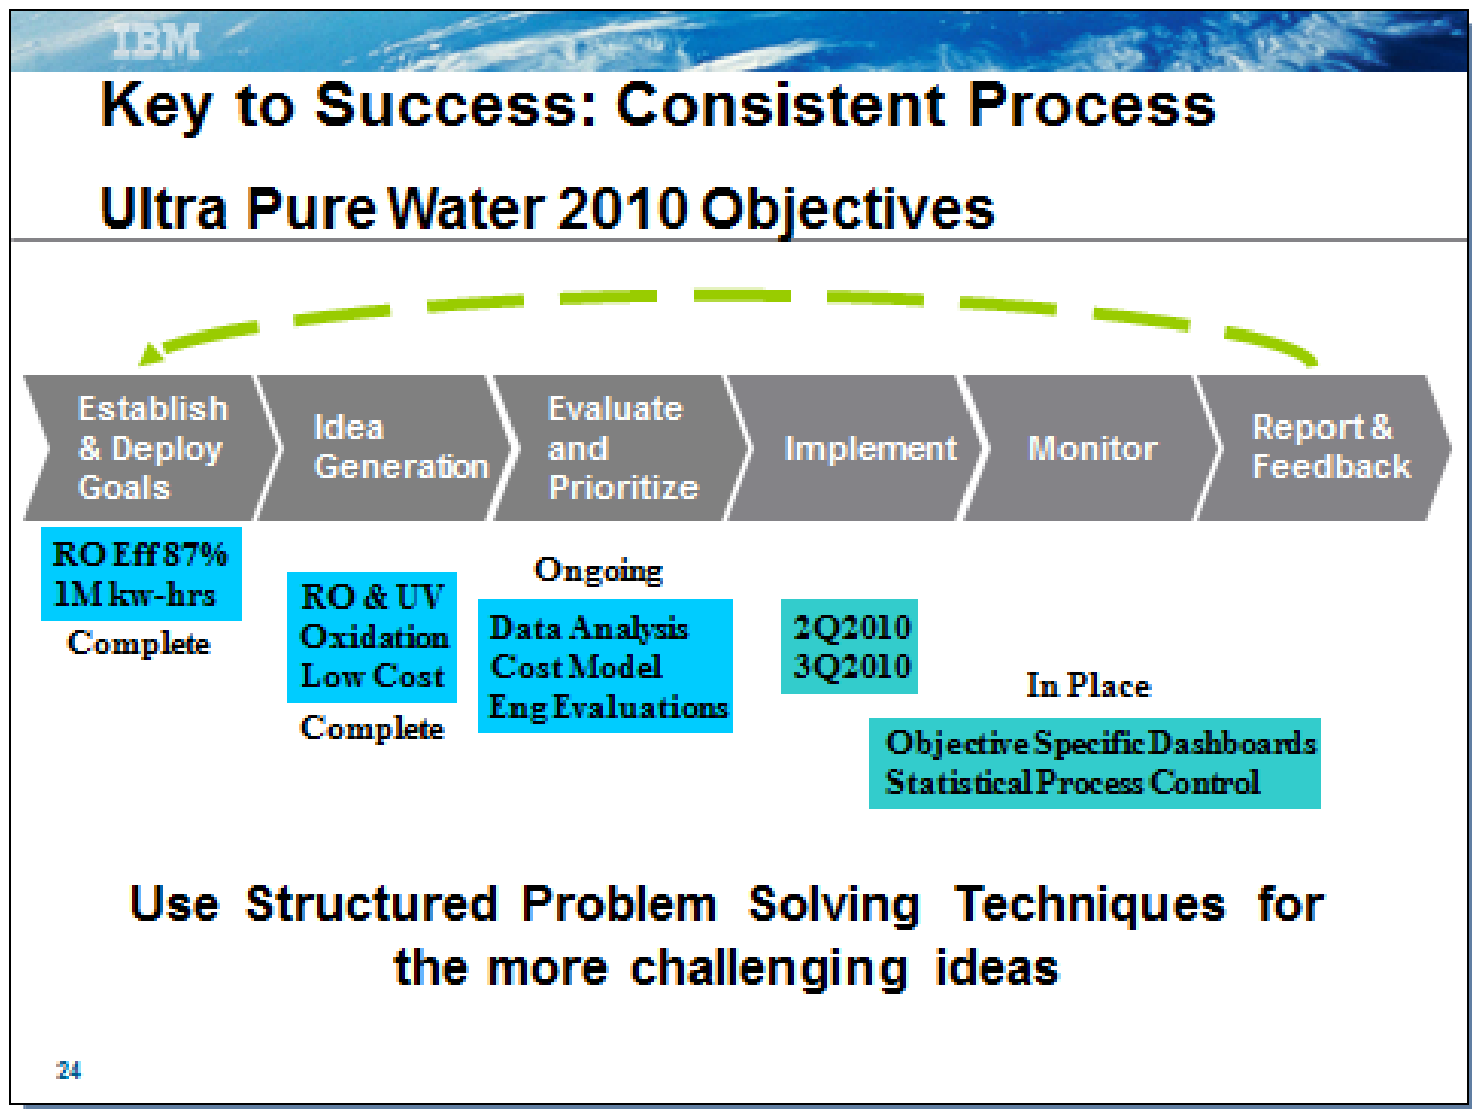 IBM
Key to Success: Consistent Process
Ultra Pure Water 2010 Objectives
Establish
& Deploy
Goals
Idea
Generation
Evaluate
and
Prioritize
Implement
Monitor
Report &
Feedback
RO Eff 87%
1M kw-hrs
Complete
RO & UV
Oxidation
Low Cost
Complete
Ongoing
Data Analysis
Cost Model
Eng Evaluations
2Q2010
3Q2010
In Place
Objective Specific Dashboards
Statistical Process Control
Use Structured Problem Solving Techniques for
the more challenging ideas
24